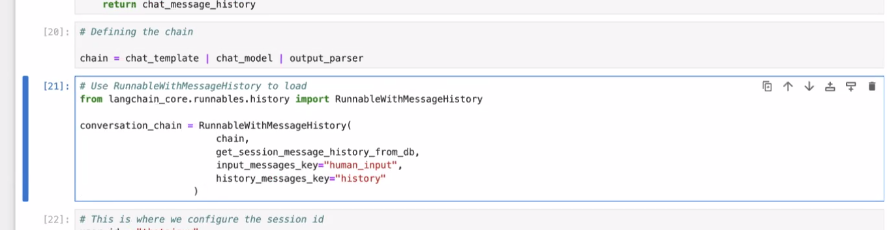 return chat_message_history
[20]: # Defining the chain
chain = chat_template | chat_model | output_parser
[21]: # Use RunnableWithMessageHistory to load
from langchain_core.runnables.history import RunnableWithMessageHistory
conversation_chain = RunnableWithMessageHistory(
chain,
get_session_message_history_from_db,
input_messages_key="human_input",
history_messages_key="history"
)
[22]: # This is where we configure the session id